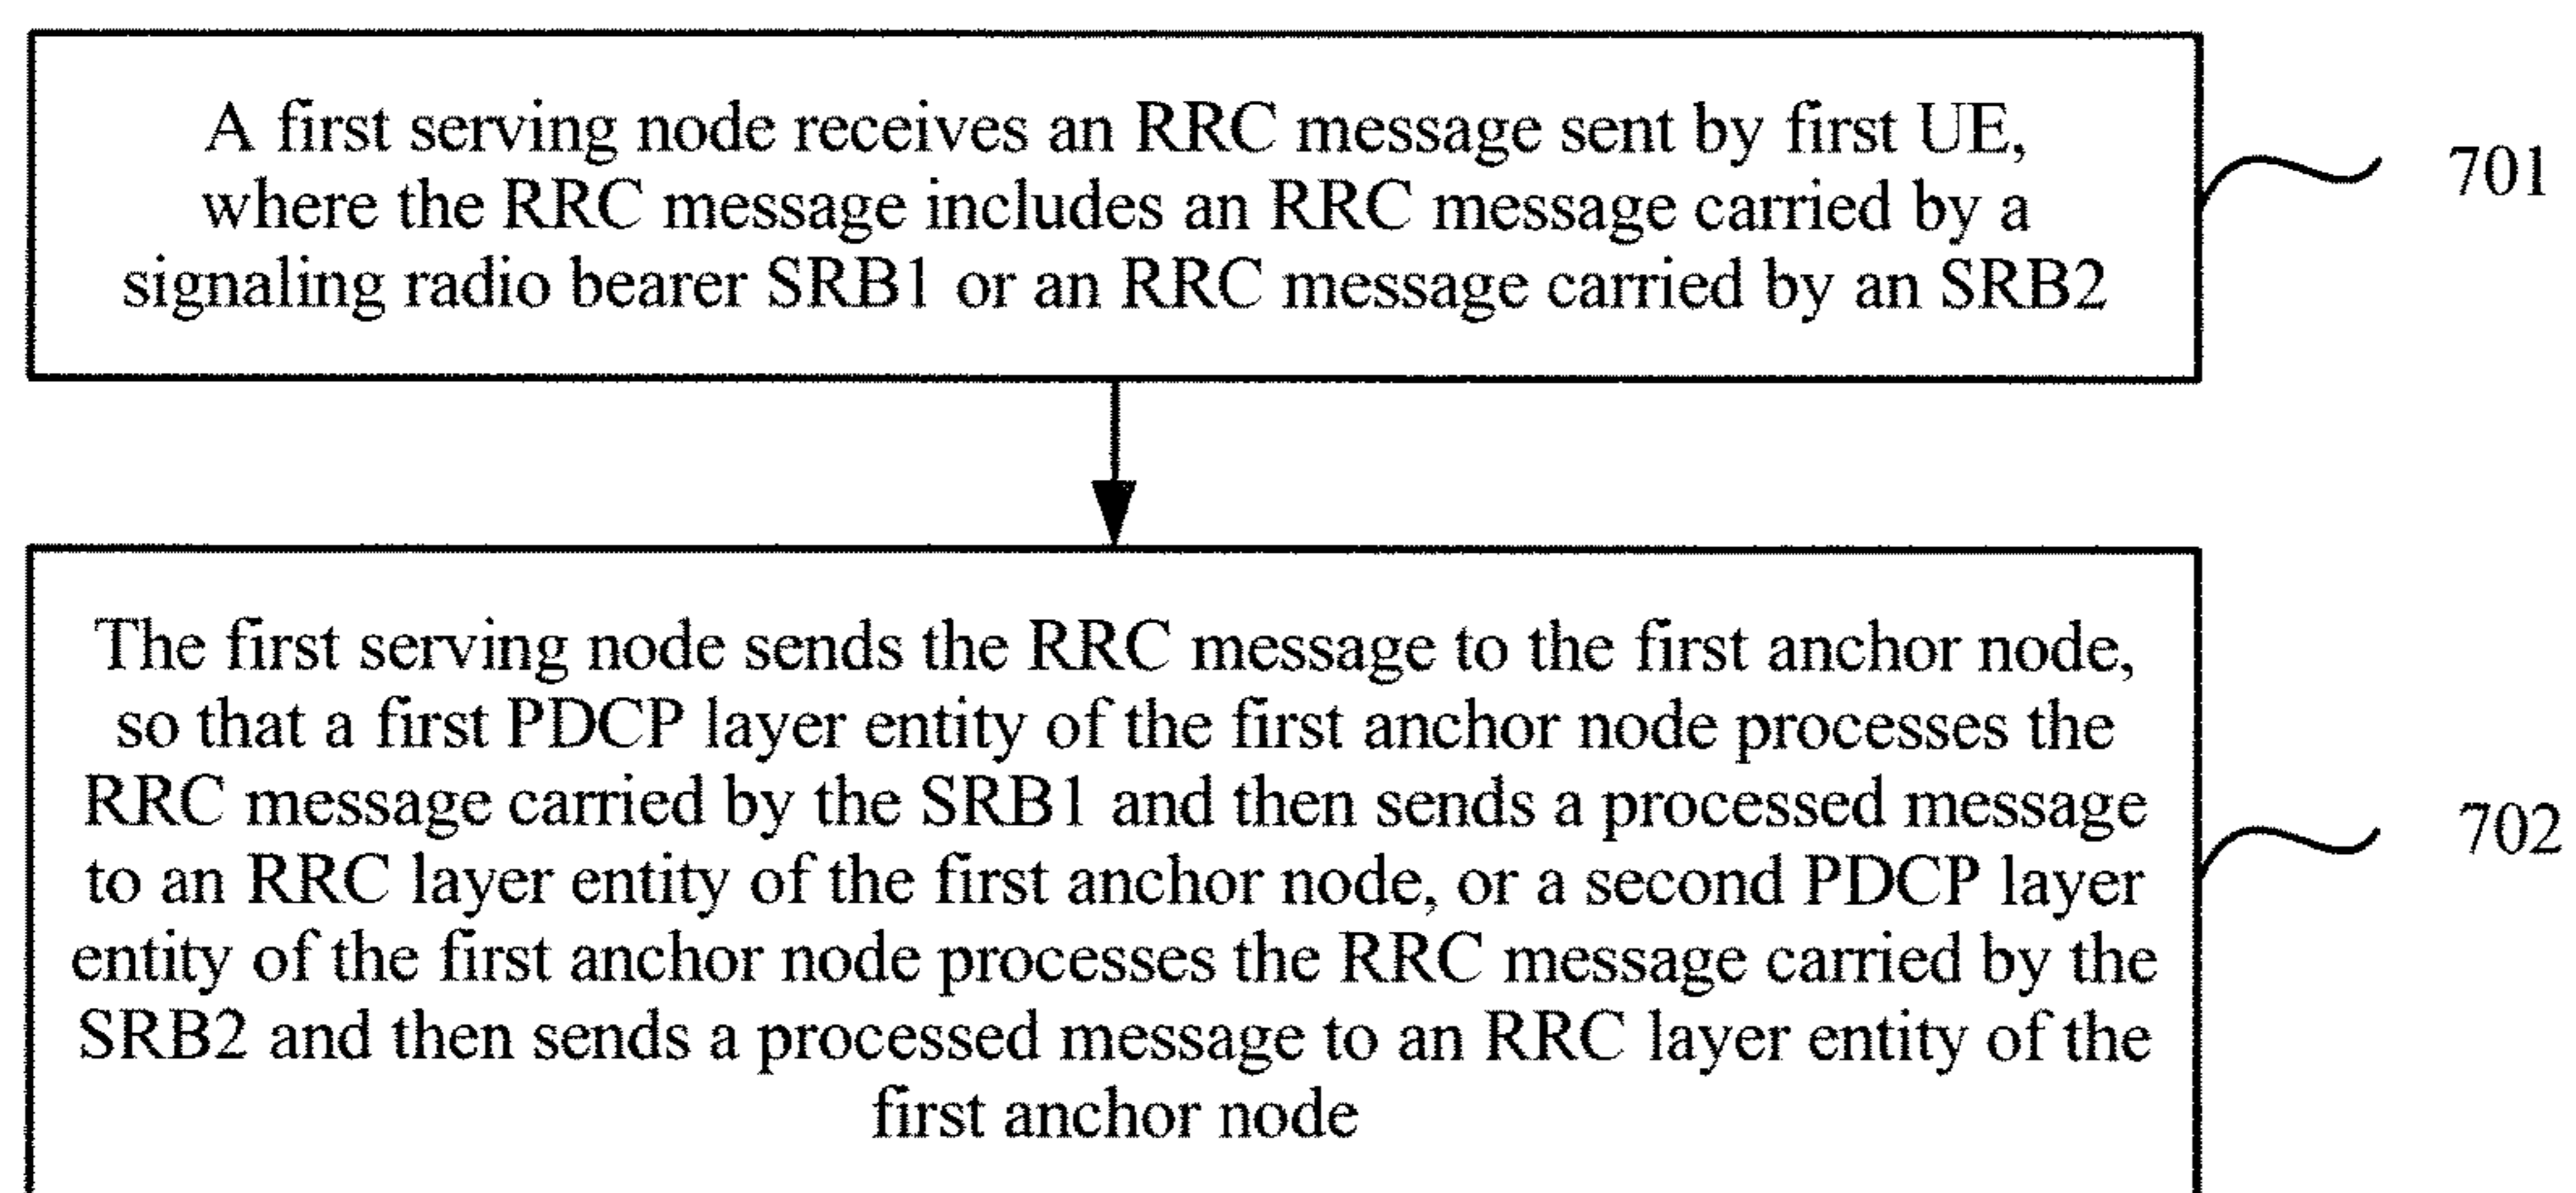 A first serving node receives an RRC message sent by first UE,
where the RRC message includes an RRC message carried by a
signaling radio bearer SRB1 or an RRC message carried by an SRB2
701
The first serving node sends the RRC message to the first anchor node,
so that a first PDCP layer entity of the first anchor node processes the
RRC message carried by the SRB1 and then sends a processed message
to an RRC layer entity of the first anchor node, or a second PDCP layer
entity of the first anchor node processes the RRC message carried by the
SRB2 and then sends a processed message to an RRC layer entity of the
first anchor node
702